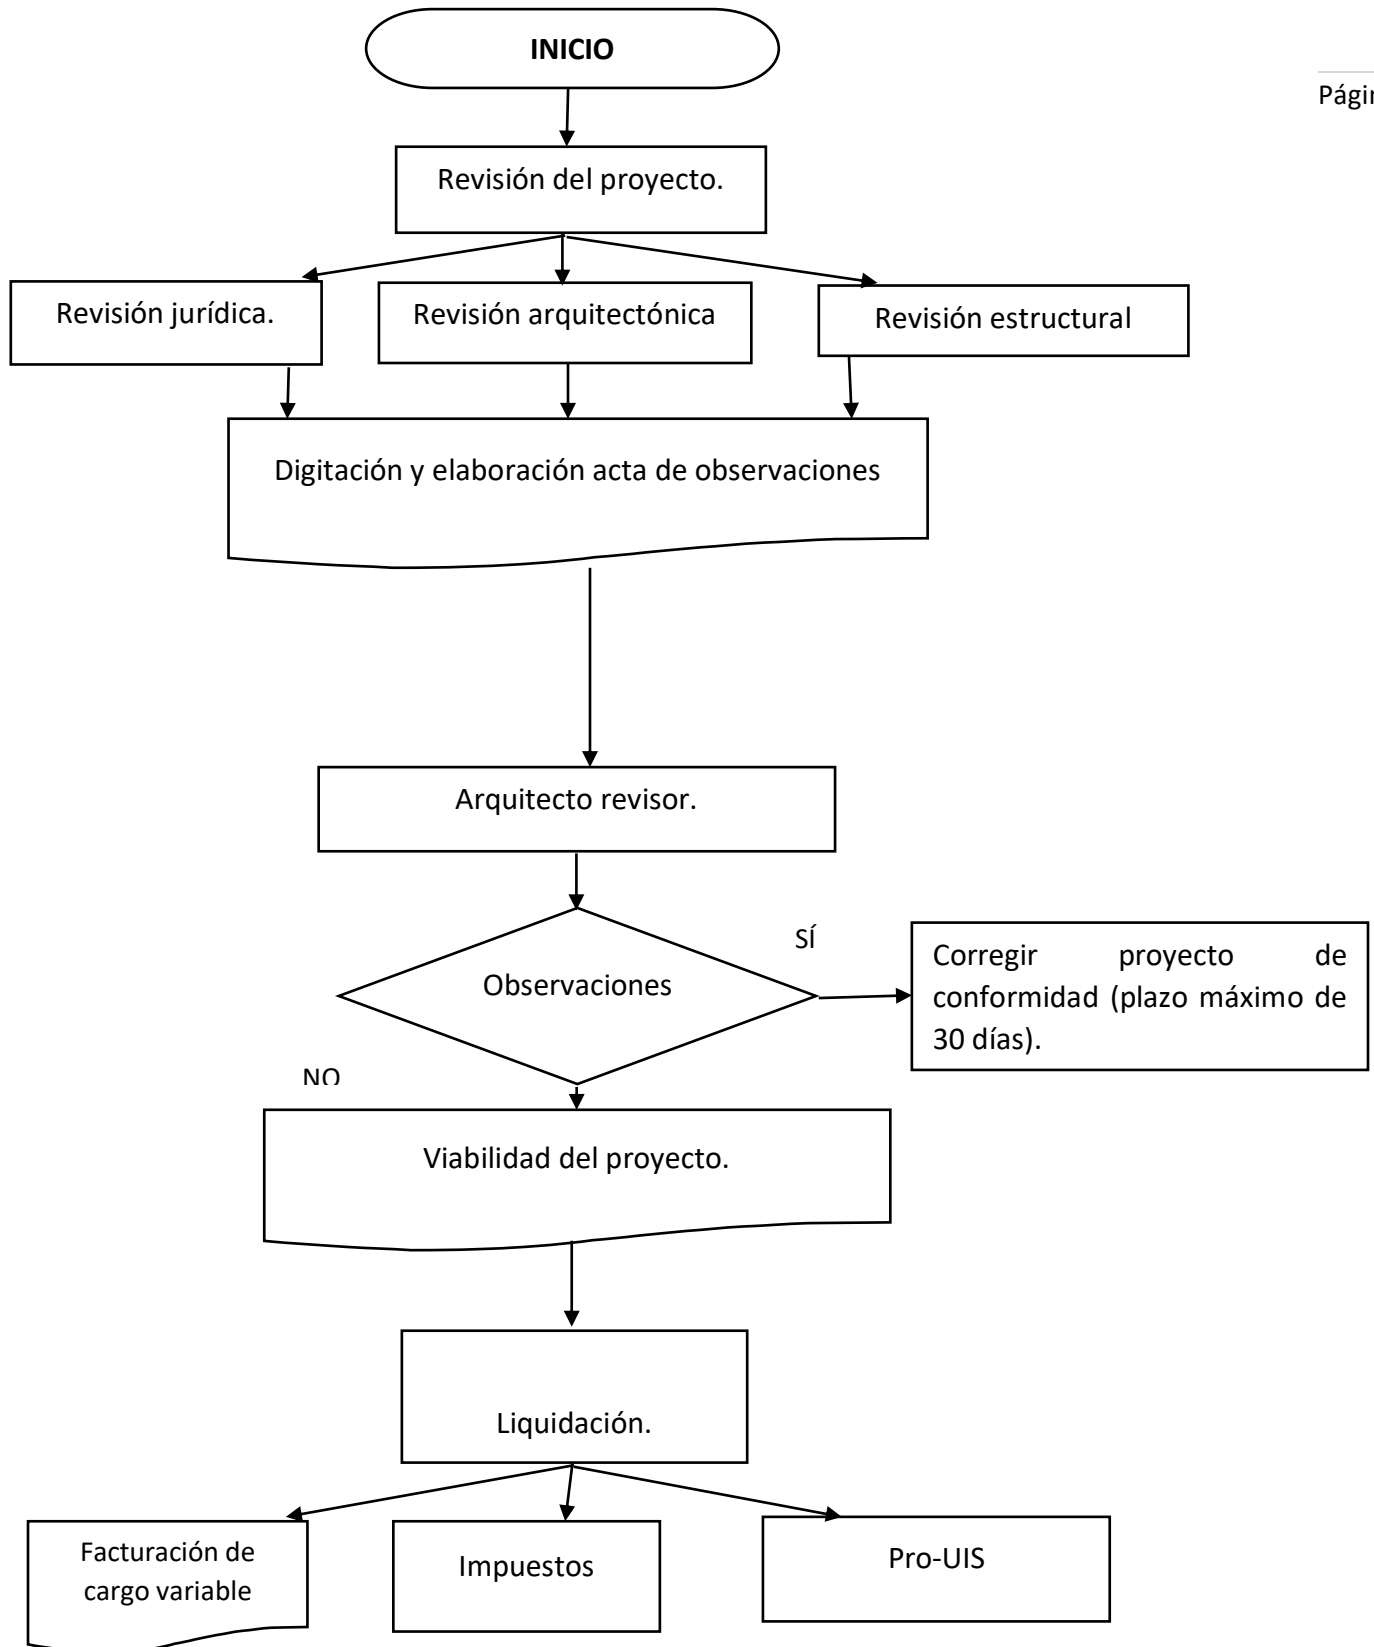 INICIO
Págin
Revisión del proyecto.
Revisión jurídica.
Revisión arquitectónica
Revisión estructural
Digitación y elaboración acta de observaciones
Arquitecto revisor.
SÍ
Observaciones
Corregir proyecto de
conformidad (plazo máximo de
30 días).
NO
Viabilidad del proyecto.
Liquidación.
Facturación de
cargo variable
Impuestos
Pro-UIS